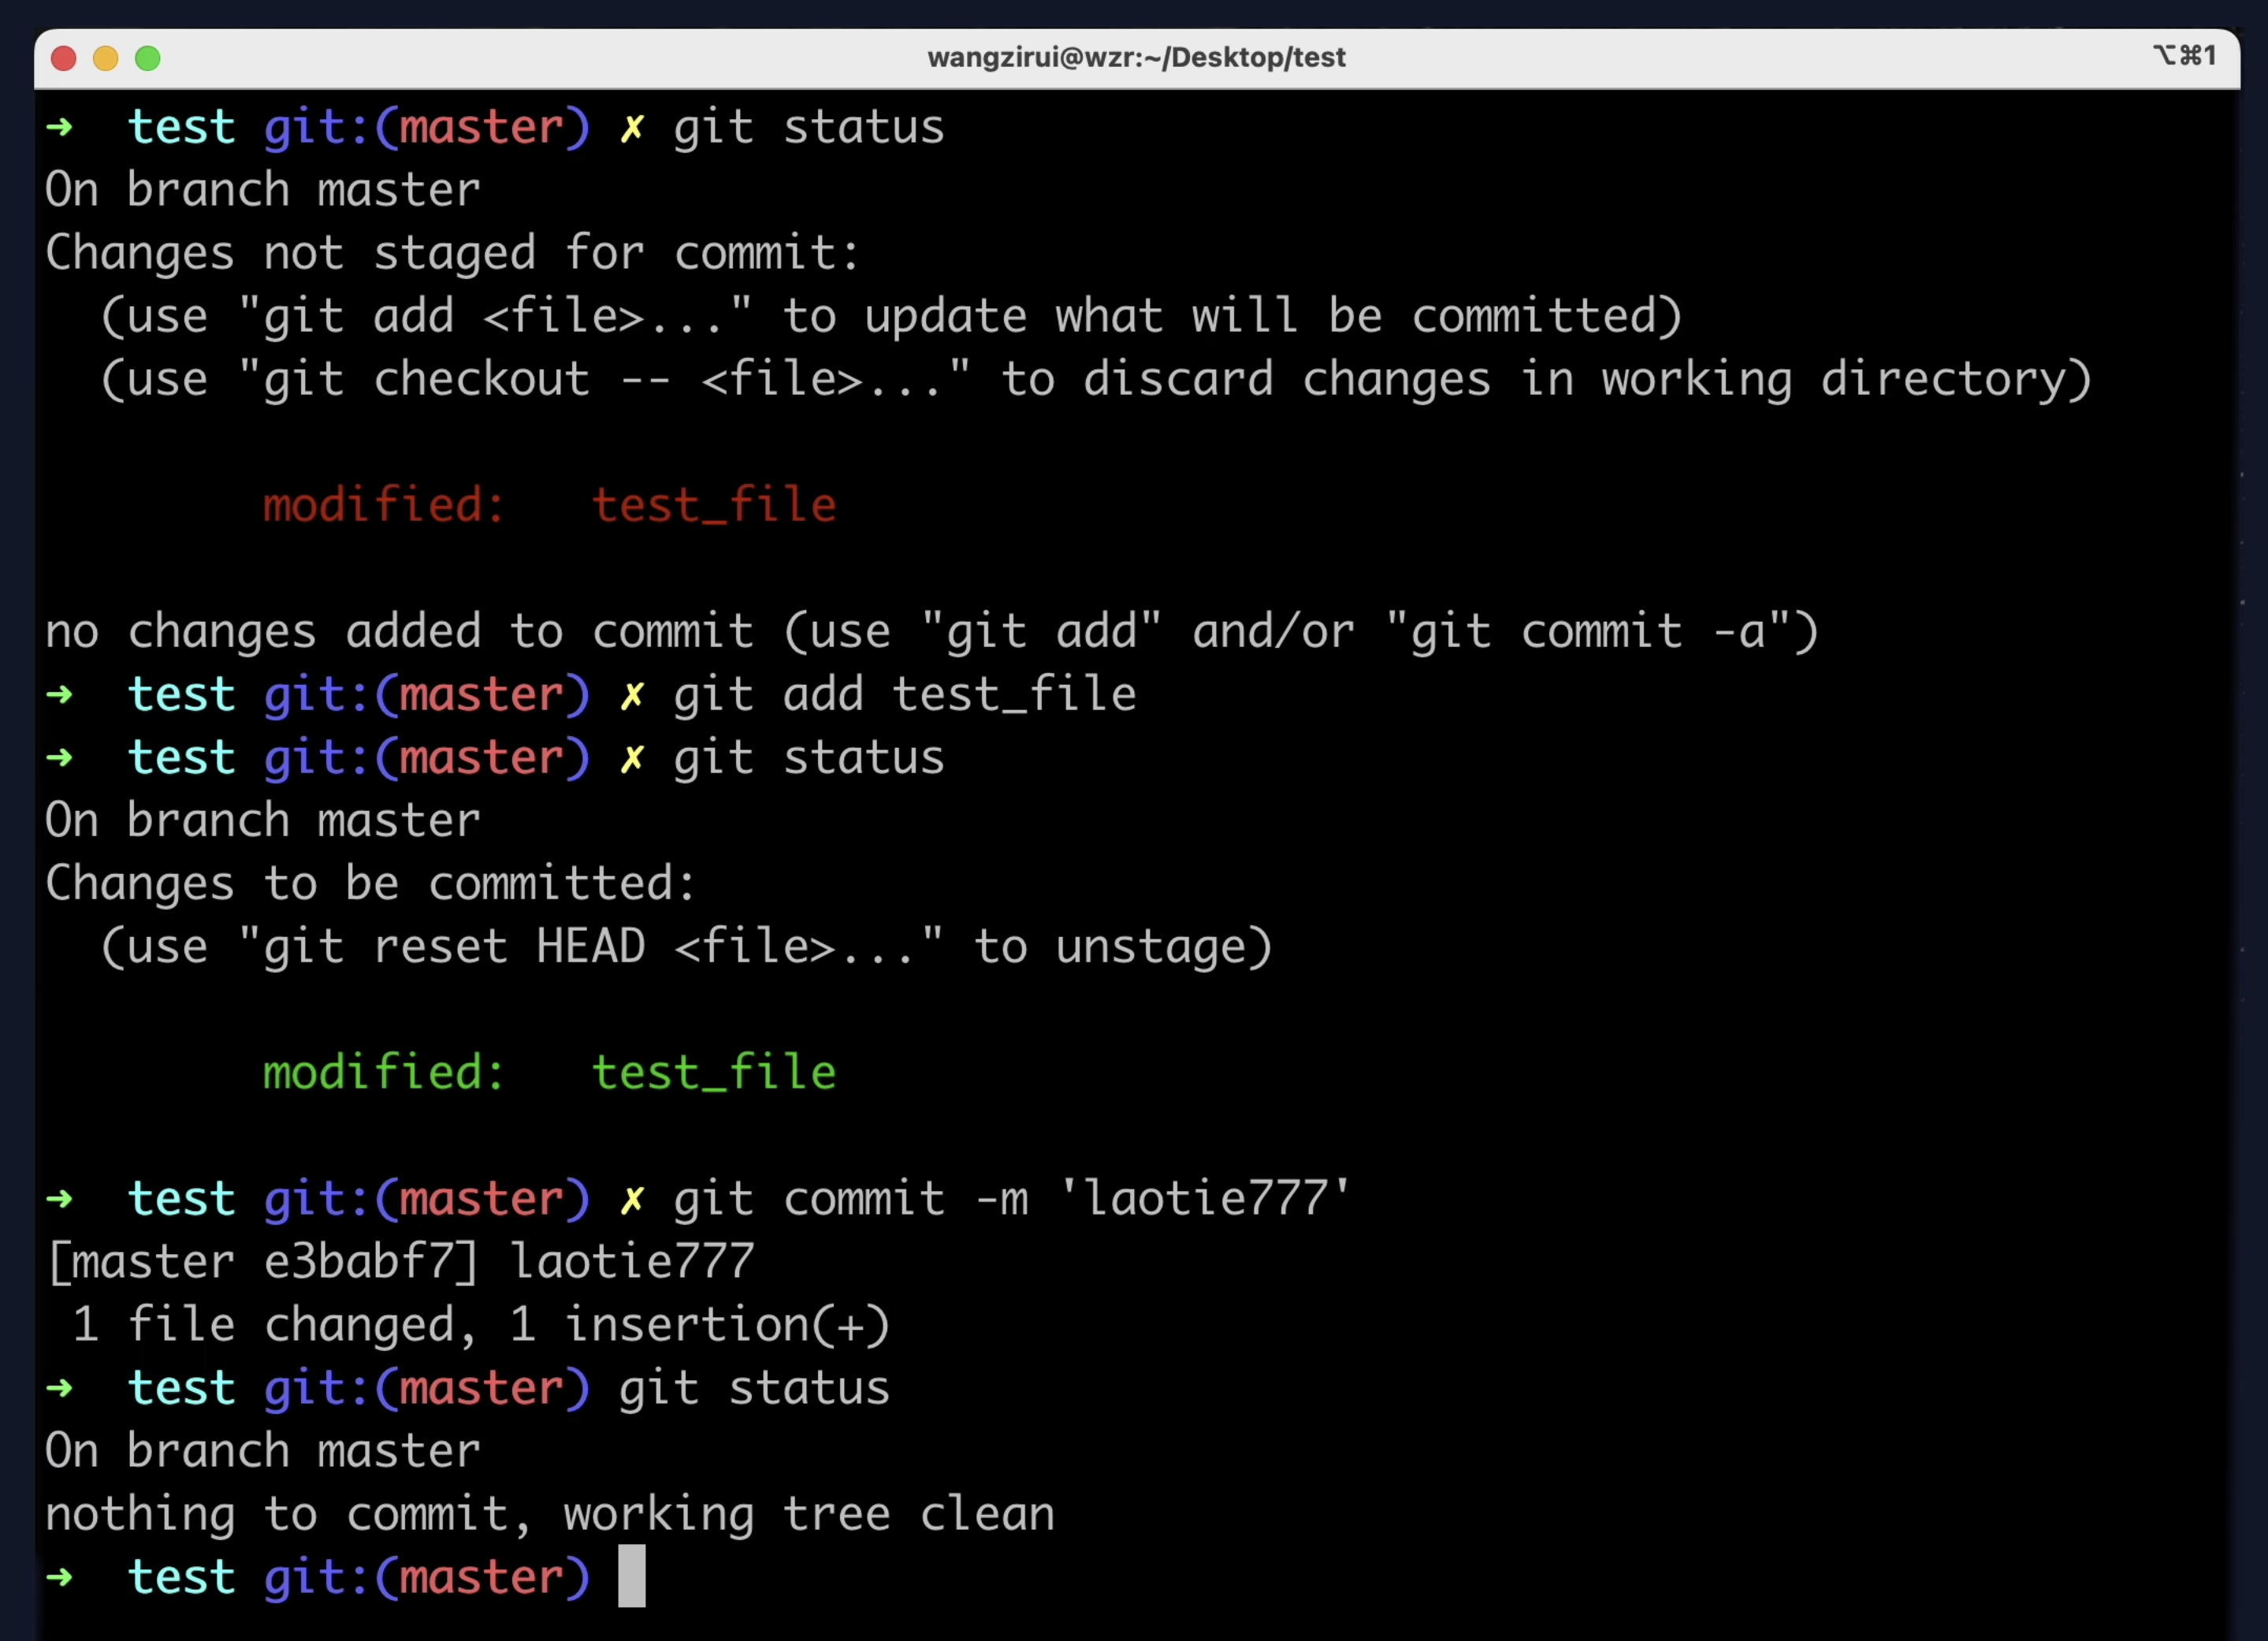 wangzirui@wzr:~/Desktop/test ⌥⌘1
➜  test git:(master) ✗ git status
On branch master
Changes not staged for commit:
  (use "git add <file>..." to update what will be committed)
  (use "git checkout -- <file>..." to discard changes in working directory)

        modified:   test_file

no changes added to commit (use "git add" and/or "git commit -a")
➜  test git:(master) ✗ git add test_file
➜  test git:(master) ✗ git status
On branch master
Changes to be committed:
  (use "git reset HEAD <file>..." to unstage)

        modified:   test_file

➜  test git:(master) ✗ git commit -m 'laotie777'
[master e3babf7] laotie777
 1 file changed, 1 insertion(+)
➜  test git:(master) git status
On branch master
nothing to commit, working tree clean
➜  test git:(master)